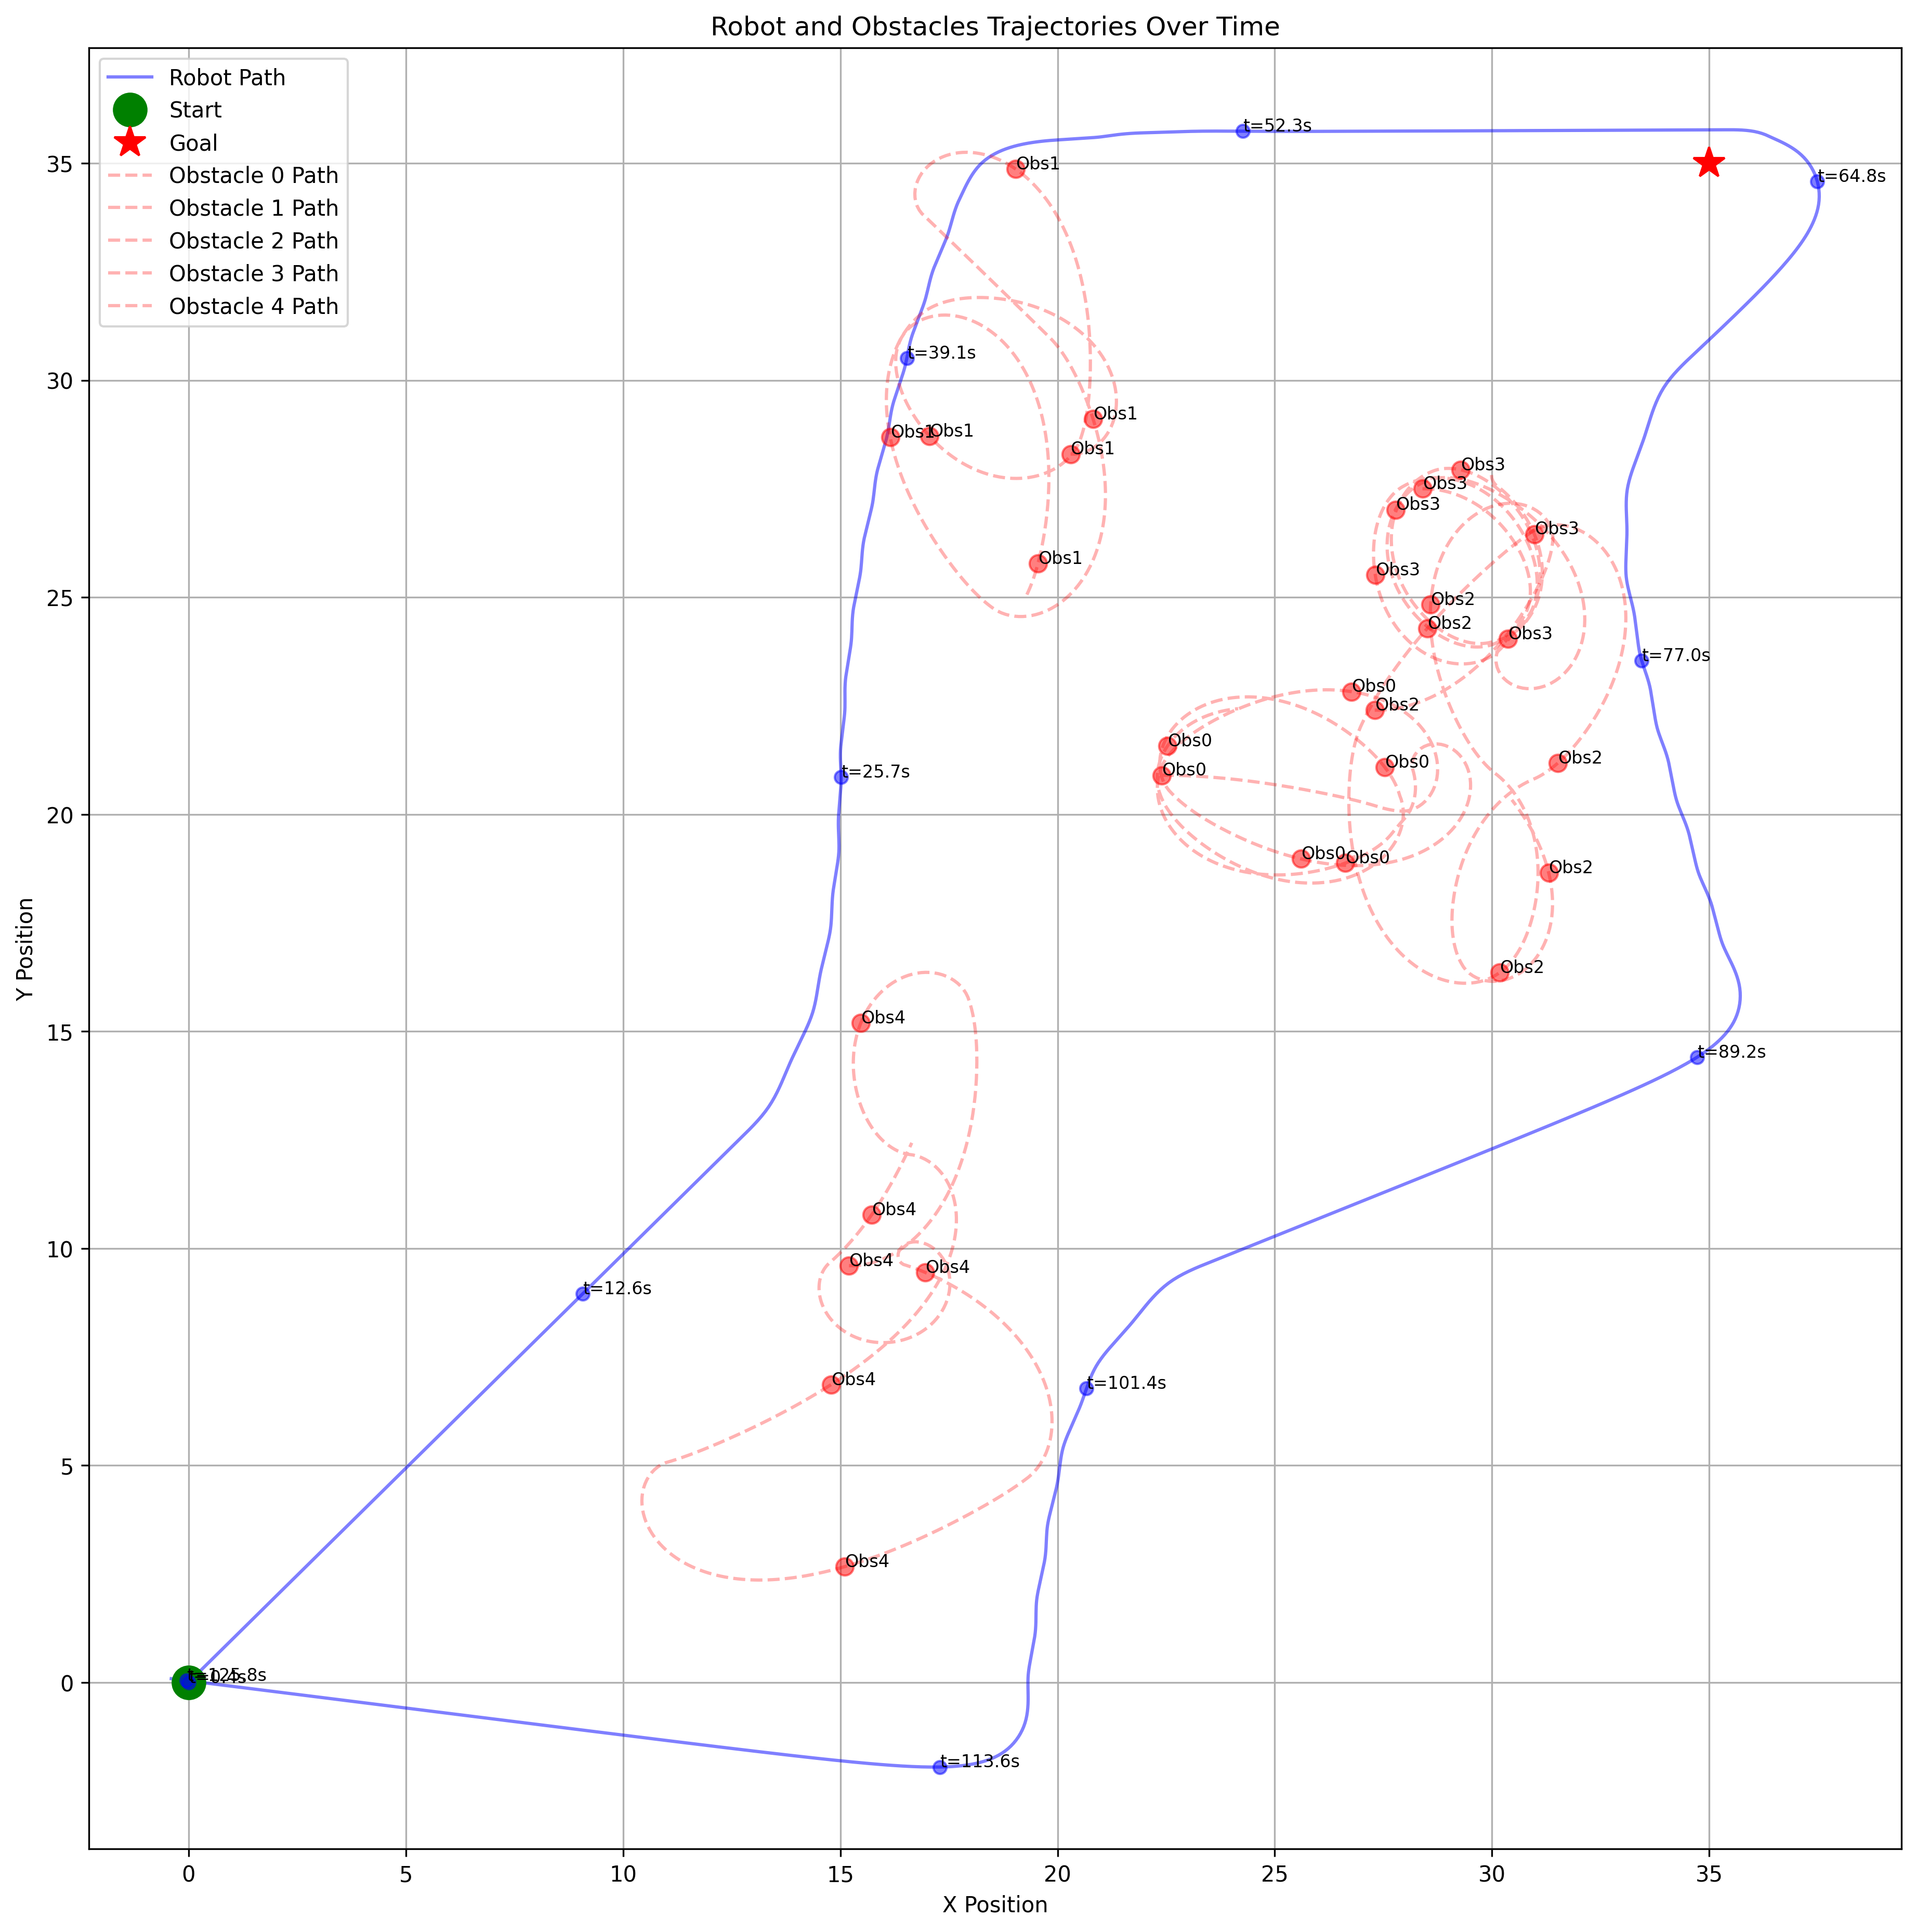 Robot and Obstacles Trajectories Over Time
Robot Path
Start
Goal
Obstacle 0 Path
Obstacle 1 Path
Obstacle 2 Path
Obstacle 3 Path
Obstacle 4 Path
t=52.3s
Obs1
t=64.8s
t=39.1s
Obs1
Obs1
Obs1
Obs1
Obs1
Obs3
Obs3
Obs3
Obs3
Obs3
Obs2
Obs2
Obs3
t=77.0s
Obs0
Obs2
Obs0
Obs0
Obs0
Obs2
t=25.7s
Obs0
Obs0
Obs2
Obs2
Obs4
t=89.2s
Obs4
Obs4
Obs4
t=12.6s
t=101.4s
Obs4
Obs4
t=125.8s
t=0.4s
t=113.6s
35
30
25
20
15
10
5
0
Y Position
0
5
10
15
20
25
30
35
X Position